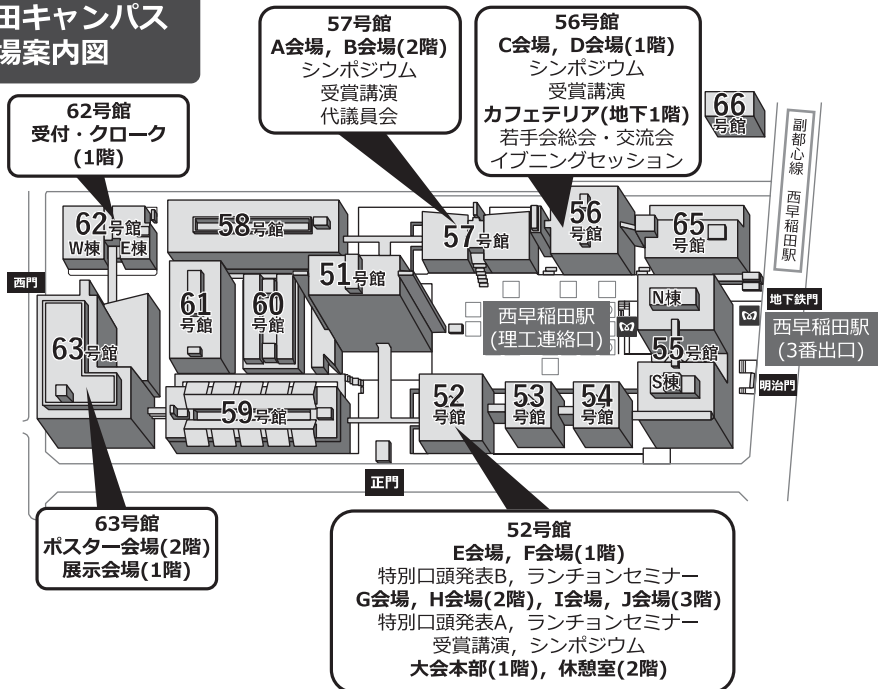 田キャンパス
場案内図
57号館
A会場，B会場(2階)
シンポジウム
受賞講演
代議員会
56号館
C会場，D会場(1階)
シンポジウム
受賞講演
カフェテリア(地下1階)
若手会総会・交流会
イブニングセッション
62号館
受付・クローク
(1階)
66
号館
副都心線　西早稲田駅
62号館
W棟 E棟
58号館
57号館
56
号館
65
号館
西門
61
号館
60
号館
51号館
西早稲田駅
(理工連絡口)
N棟
地下鉄門
西早稲田駅
(3番出口)
63号館
55号館
S棟
明治門
59号館
52
号館
53
号館
54
号館
正門
63号館
ポスター会場(2階)
展示会場(1階)
52号館
E会場，F会場(1階)
特別口頭発表B，ランチョンセミナー
G会場，H会場(2階)，I会場，J会場(3階)
特別口頭発表A，ランチョンセミナー
受賞講演，シンポジウム
大会本部(1階)，休憩室(2階)